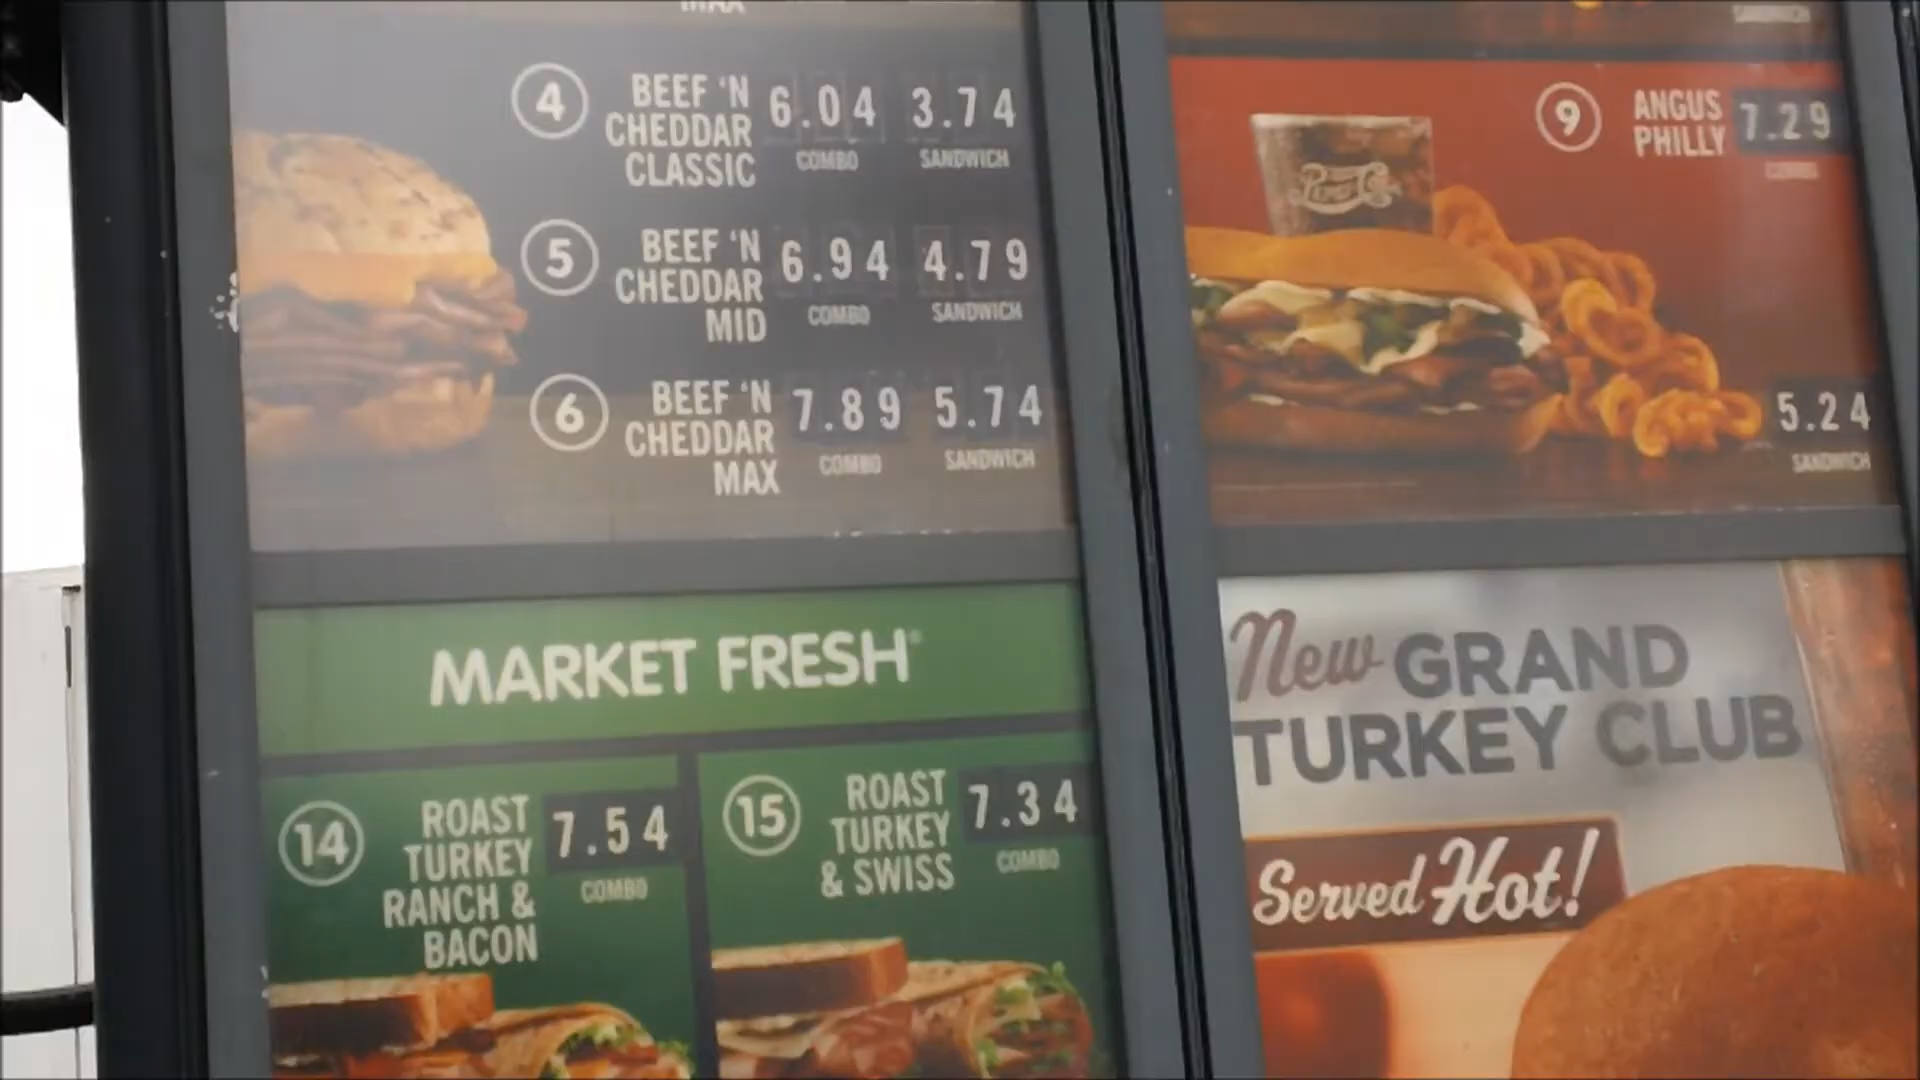 MAX
4
BEEF 'N
CHEDDAR
CLASSIC
6.04
COMBO
3.74
SANDWICH
5
BEEF 'N
CHEDDAR
MID
6.94
COMBO
4.79
SANDWICH
6
BEEF 'N
CHEDDAR
MAX
7.89
COMBO
5.74
SANDWICH
MARKET FRESH®
14
ROAST
TURKEY
RANCH &
BACON
7.54
COMBO
15
ROAST
TURKEY
& SWISS
7.34
COMBO
SANDWICH
9
ANGUS
PHILLY
7.29
COMBO
5.24
SANDWICH
New GRAND
TURKEY CLUB
Served Hot!